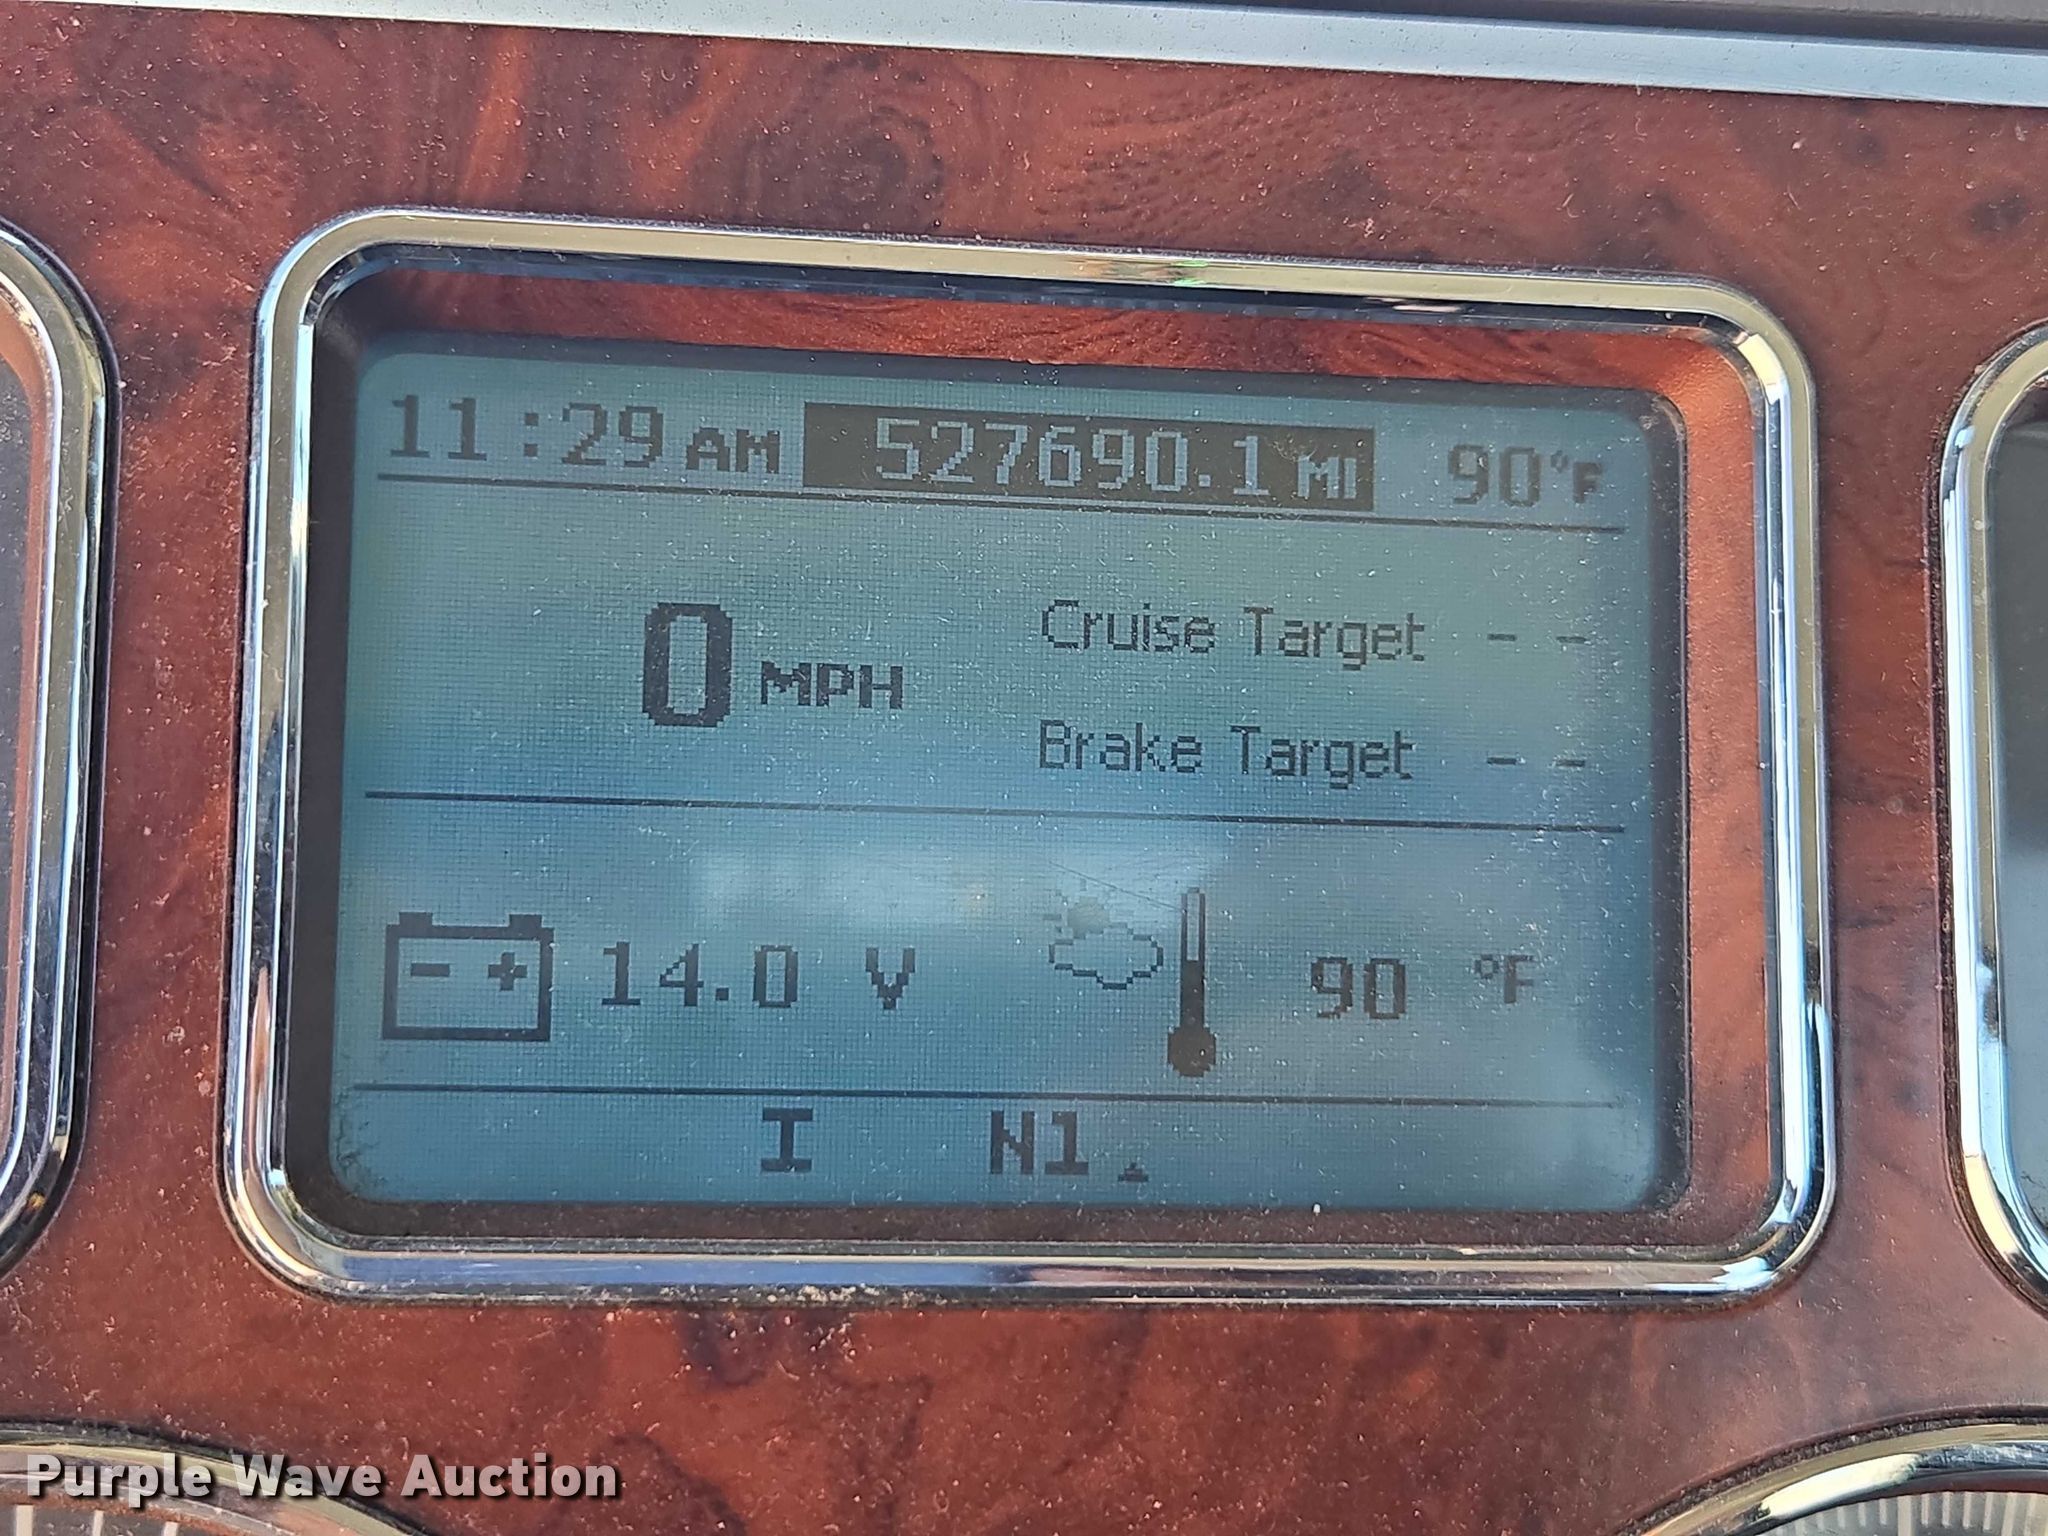 11:29 AM 527690.1 MI 90°F
0 MPH
Cruise Target - -
Brake Target - -
- + 14.0 V 90 °F
I N1
Purple Wave Auction